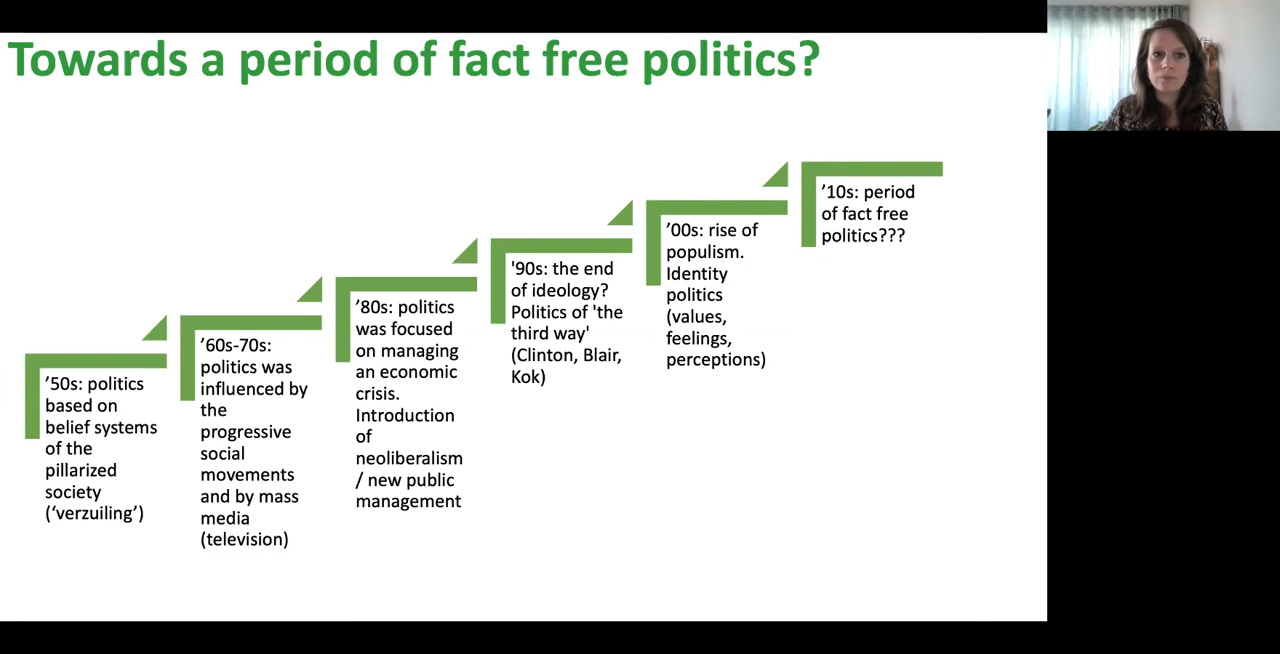 Towards a period of fact free politics?
’50s: politics
based on
belief systems
of the
pillarized
society
(‘verzuiling’)
’60s-70s:
politics was
influenced by
the
progressive
social
movements
and by mass
media
(television)
’80s: politics
was focused
on managing
an economic
crisis.
Introduction
of
neoliberalism
/ new public
management
'90s: the end
of ideology?
Politics of 'the
third way'
(Clinton, Blair,
Kok)
’00s: rise of
populism.
Identity
politics
(values,
feelings,
perceptions)
’10s: period
of fact free
politics???